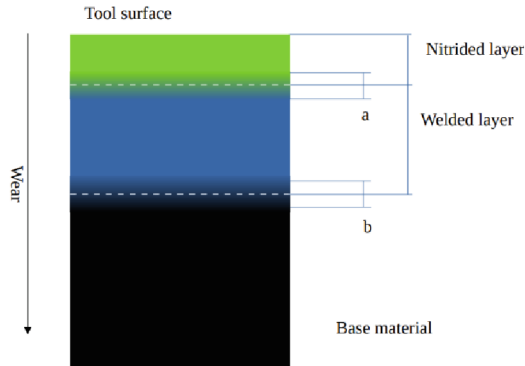 Tool surface
Nitrided layer
a
Welded layer
Wear
b
Base material